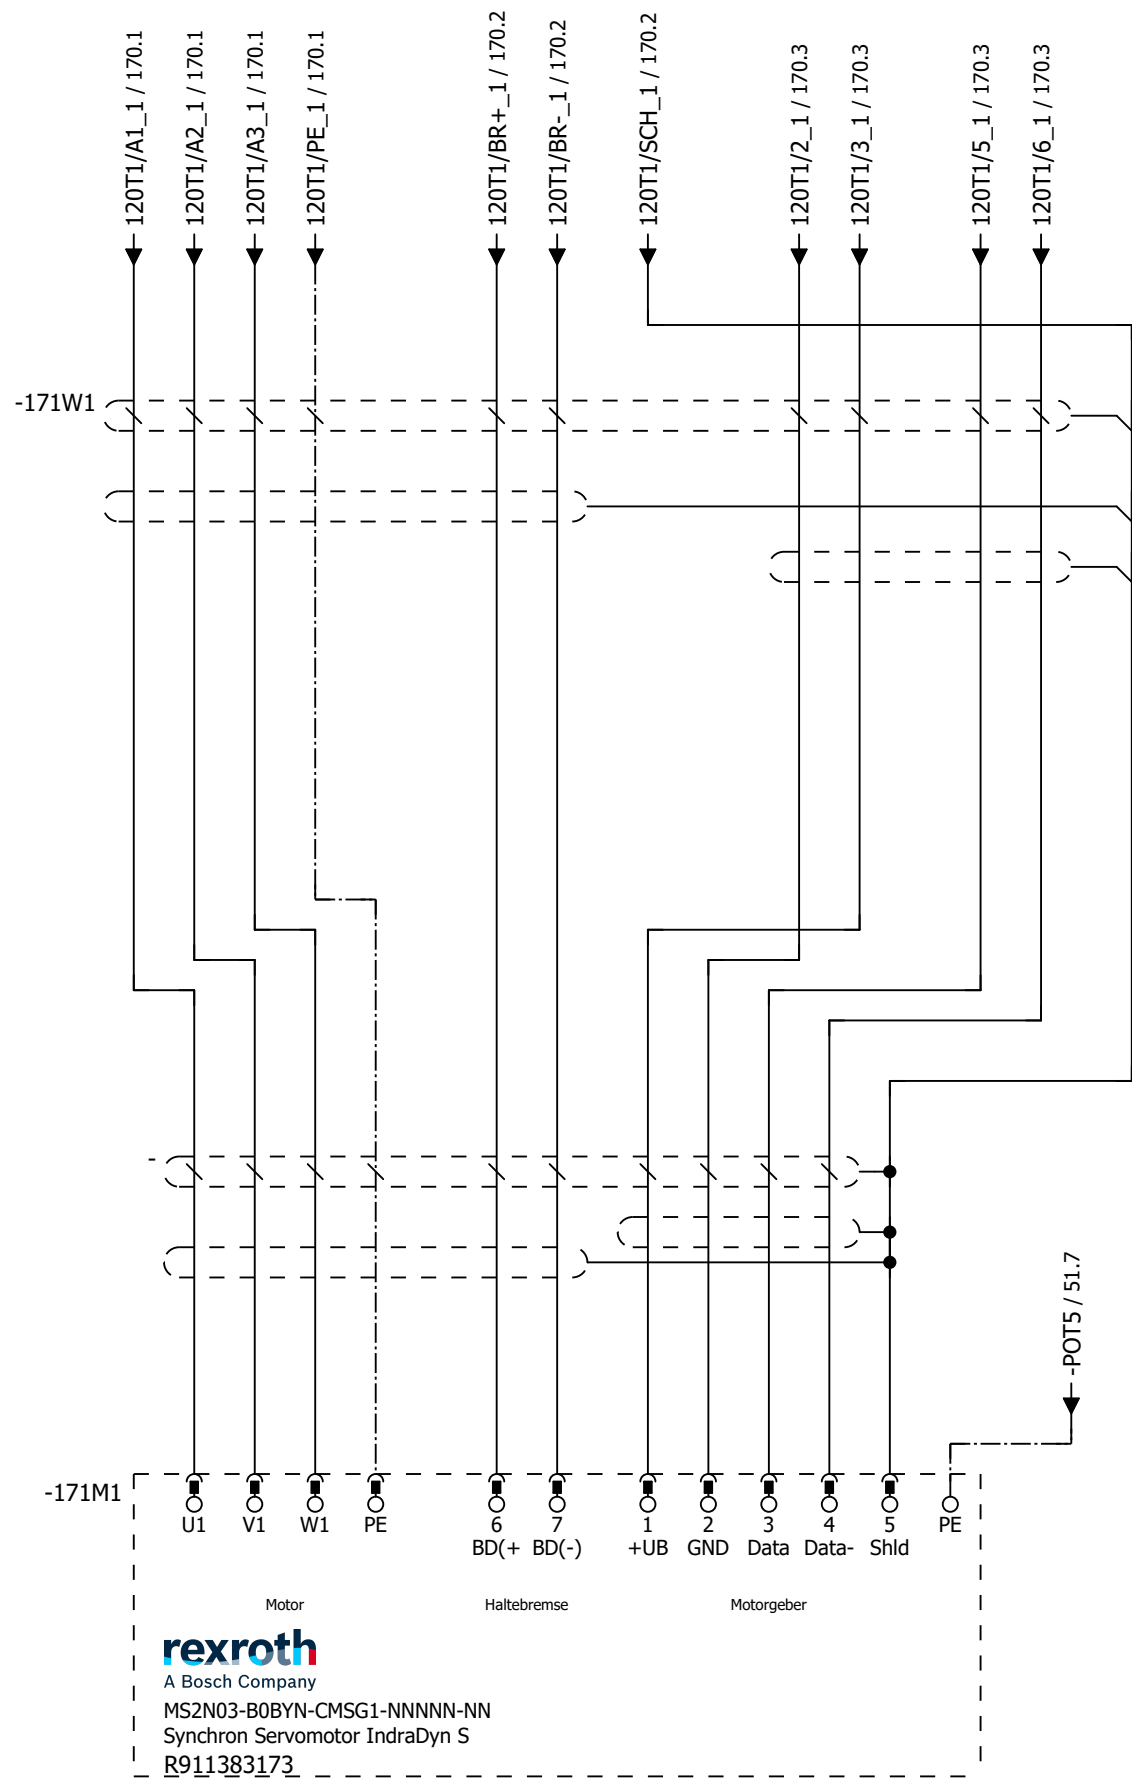 120T1/A1_1 / 170.1
120T1/A2_1 / 170.1
120T1/A3_1 / 170.1
120T1/PE_1 / 170.1
120T1/BR+_1 / 170.2
120T1/BR-_1 / 170.2
120T1/SCH_1 / 170.2
120T1/2_1 / 170.3
120T1/3_1 / 170.3
120T1/5_1 / 170.3
120T1/6_1 / 170.3
-171W1
-
-POT5 / 51.7
-171M1
U1 V1 W1 PE 6 7 1 2 3 4 5 PE
BD(+ BD(-) +UB GND Data Data- Shld
Motor Haltebremse Motorgeber
rexroth
A Bosch Company
MS2N03-B0BYN-CMSG1-NNNNN-NN
Synchron Servomotor IndraDyn S
R911383173